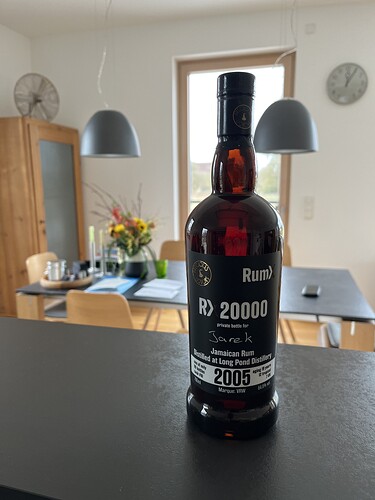 Rum⟩
R⟩ 20000
private bottle for
Jarek
Jamaican Rum
Distilled at Long Pond Distillery
2005
Marque: VRW